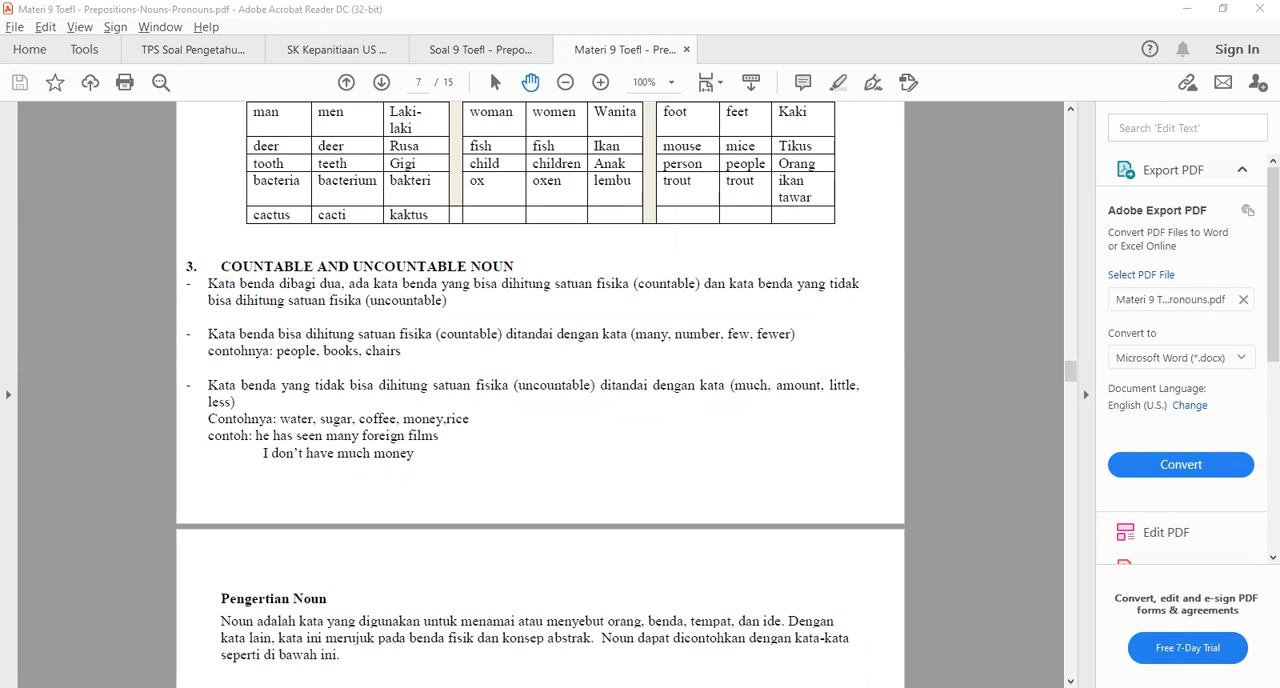 Materi 9 Toefl - Prepositions-Nouns-Pronouns.pdf - Adobe Acrobat Reader DC (32-bit)
File Edit View Sign Window Help
Home Tools TPS Soal Pengetahu... SK Kepanitiaan US ... Soal 9 Toefl - Prepo... Materi 9 Toefl - Pre... × Sign In
7 / 15 100%
man men Laki-laki woman women Wanita foot feet Kaki
deer deer Rusa fish fish Ikan mouse mice Tikus
tooth teeth Gigi child children Anak person people Orang
bacteria bacterium bakteri ox oxen lembu trout trout ikan tawar
cactus cacti kaktus
3. COUNTABLE AND UNCOUNTABLE NOUN
- Kata benda dibagi dua, ada kata benda yang bisa dihitung satuan fisika (countable) dan kata benda yang tidak
bisa dihitung satuan fisika (uncountable)
- Kata benda bisa dihitung satuan fisika (countable) ditandai dengan kata (many, number, few, fewer)
contohnya: people, books, chairs
- Kata benda yang tidak bisa dihitung satuan fisika (uncountable) ditandai dengan kata (much, amount, little,
less)
Contohnya: water, sugar, coffee, money,rice
contoh: he has seen many foreign films
I don't have much money
Pengertian Noun
Noun adalah kata yang digunakan untuk menamai atau menyebut orang, benda, tempat, dan ide. Dengan
kata lain, kata ini merujuk pada benda fisik dan konsep abstrak. Noun dapat dicontohkan dengan kata-kata
seperti di bawah ini.
Search 'Edit Text'
Export PDF
Adobe Export PDF
Convert PDF Files to Word
or Excel Online
Select PDF File
Materi 9 T...ronouns.pdf
Convert to
Microsoft Word (*.docx)
Document Language:
English (U.S.) Change
Convert
Edit PDF
Convert, edit and e-sign PDF
forms & agreements
Free 7-Day Trial